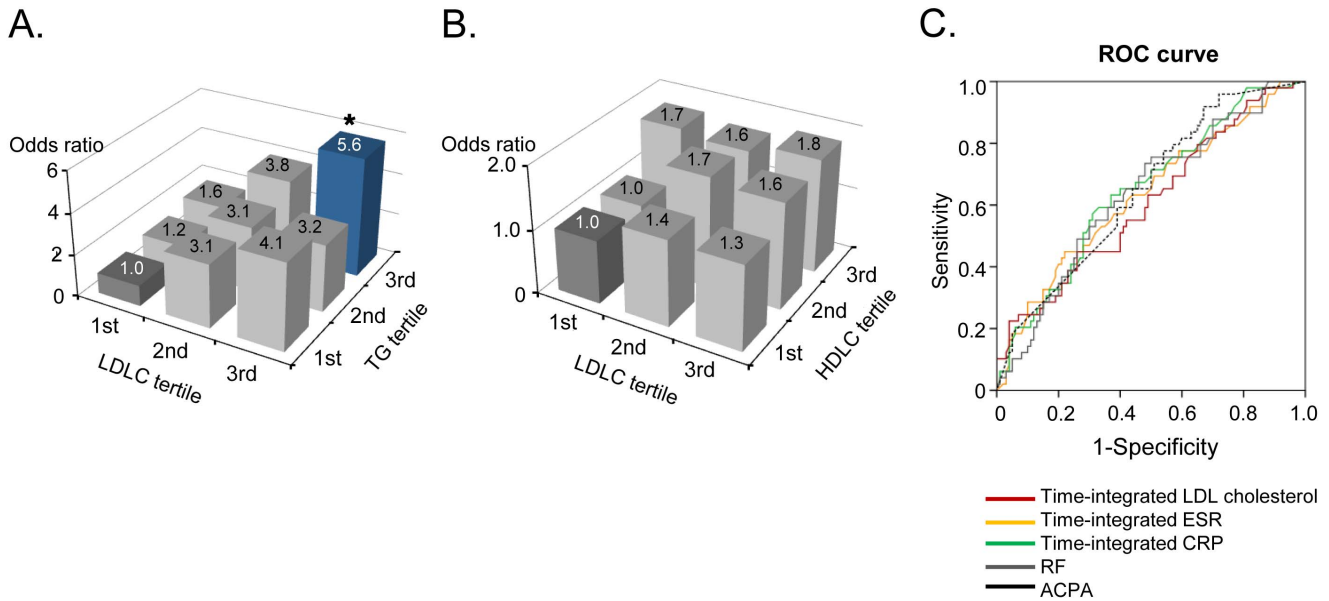 A.
Odds ratio
6
4
2
0
1.6
3.8
5.6
*
1.2
3.1
3.2
1.0
3.1
4.1
1st
2nd
3rd
LDLC tertile
1st
2nd
3rd
TG tertile
B.
Odds ratio
2.0
1.0
0
1.7
1.6
1.8
1.0
1.7
1.6
1.0
1.4
1.3
1st
2nd
3rd
LDLC tertile
1st
2nd
3rd
HDLC tertile
C.
ROC curve
Sensitivity
1.0
0.8
0.6
0.4
0.2
0
0 0.2 0.4 0.6 0.8 1.0
1-Specificity
Time-integrated LDL cholesterol
Time-integrated ESR
Time-integrated CRP
RF
ACPA